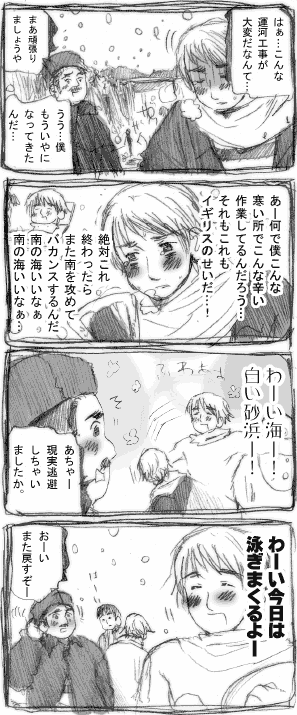 はぁ…こんな
運河工事が
大変だなんて…
まあ頑張り
ましょうや
うう…僕
もういやに
なってきた
んだ…
あー何で僕こんな
寒い所でこんな辛い
作業してるんだろう…
それもこれも
イギリスのせいだ…！
絶対これ
終わったら
また南を攻めて
バカンスするんだ
南の海いいなぁ
南の海いいなぁ…
わーい海ー！
白い砂浜ー！
ふわぁぁ
あちゃー
現実逃避
しちゃい
ましたか。
わーい今日は
泳ぎまくるよー
おーい
また戻すぞー